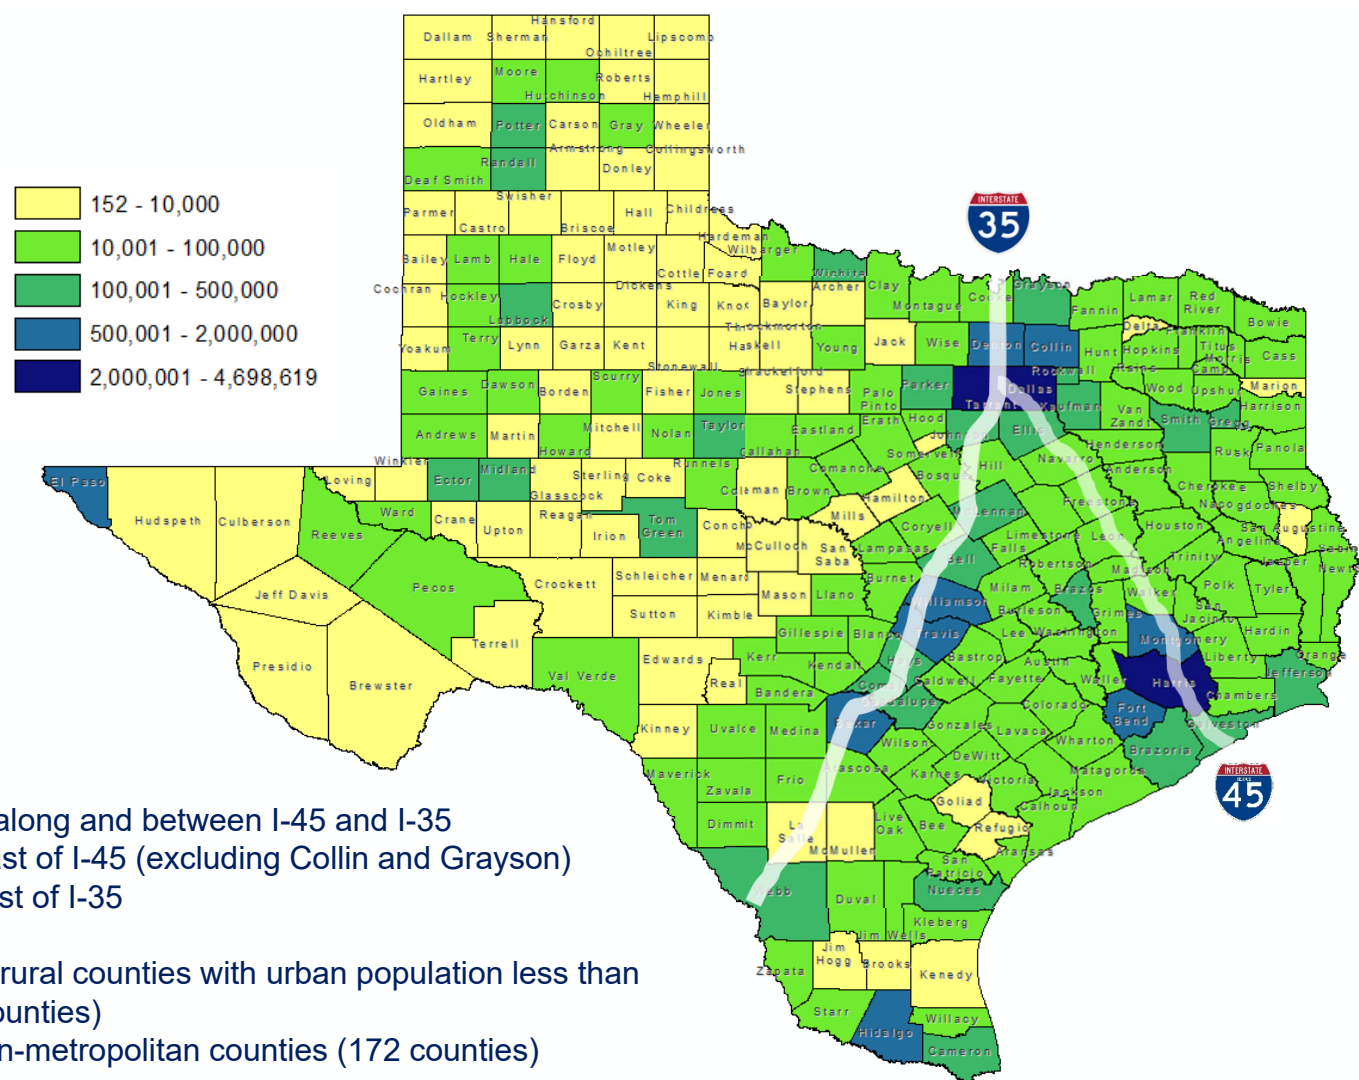 Hansford
Dallam Sherman Lipscomb
Ochiltree
Hartley Moore Roberts
Hutchinson Hemphill
Oldham Potter Carson Gray Wheeler
Armstrong Collingsworth
Randall Donley
Deaf Smith
Swisher
Parmer Hall Childress
Castro Briscoe
Hardeman
Motley Wilbarger
Bailey Lamb Hale Floyd
Cottle Foard
Wichita
Cochran Dickens Archer Clay
Hockley Crosby King Knox Baylor Montague Cooke Grayson
Lubbock Throckmorton Fannin Lamar Red River
Bowie
Yoakum Terry Lynn Garza Kent Haskell Young Jack Wise Denton Collin Hunt Delta Franklin
Hopkins Titus Morris Cass
Stonewall Shackelford Rockwall Rains Camp
Gaines Dawson Borden Scurry Fisher Jones Stephens Palo Pinto Parker Tarrant Dallas Kaufman Wood Upshur Marion
Harrison
Andrews Martin Howard Mitchell Nolan Taylor Callahan Eastland Erath Hood Johnson Ellis Van Zandt Smith Gregg
Somervell Henderson Rusk Panola
Winkler
El Paso Loving Ector Midland Glasscock Sterling Coke Runnels Coleman Brown Comanche Bosque Hill Navarro Anderson Cherokee Shelby
Hamilton Freestone Nacogdoches
Hudspeth Culberson Reeves Ward Crane Upton Reagan Irion Tom Green Concho Mills McLennan Limestone Leon Houston San Augustine
McCulloch San Saba Lampasas Coryell Falls Angelina Sabine
Bell Robertson Madison Trinity Jasper Newt
Jeff Davis Pecos Crockett Schleicher Menard Mason Llano Burnet Milam Brazos Walker Polk Tyler
Sutton Kimble Williamson Burleson Grimes San Jacinto
Presidio Brewster Terrell Gillespie Blanco Travis Lee Washington Montgomery Hardin
Val Verde Edwards Kerr Kendall Hays Bastrop Austin Waller Liberty Orange
Real Bandera Comal Caldwell Fayette Harris Jefferson
Guadalupe Colorado Fort Bend Chambers
Kinney Uvalde Medina Bexar Gonzales Lavaca Galveston
Wilson Wharton Brazoria
Maverick Zavala Frio Atascosa Karnes DeWitt Victoria Jackson Matagorda
Dimmit La Salle McMullen Live Oak Bee Goliad Calhoun
Refugio
San Patricio Aransas
Webb Duval Nueces
Jim Wells Kleberg
Zapata Jim Hogg Brooks Kenedy
Starr Hidalgo Willacy
Cameron
152 - 10,000
10,001 - 100,000
100,001 - 500,000
500,001 - 2,000,000
2,000,001 - 4,698,619
INTERSTATE
35
INTERSTATE
TEXAS
45
along and between I-45 and I-35
ast of I-45 (excluding Collin and Grayson)
st of I-35
rural counties with urban population less than
ounties)
n-metropolitan counties (172 counties)